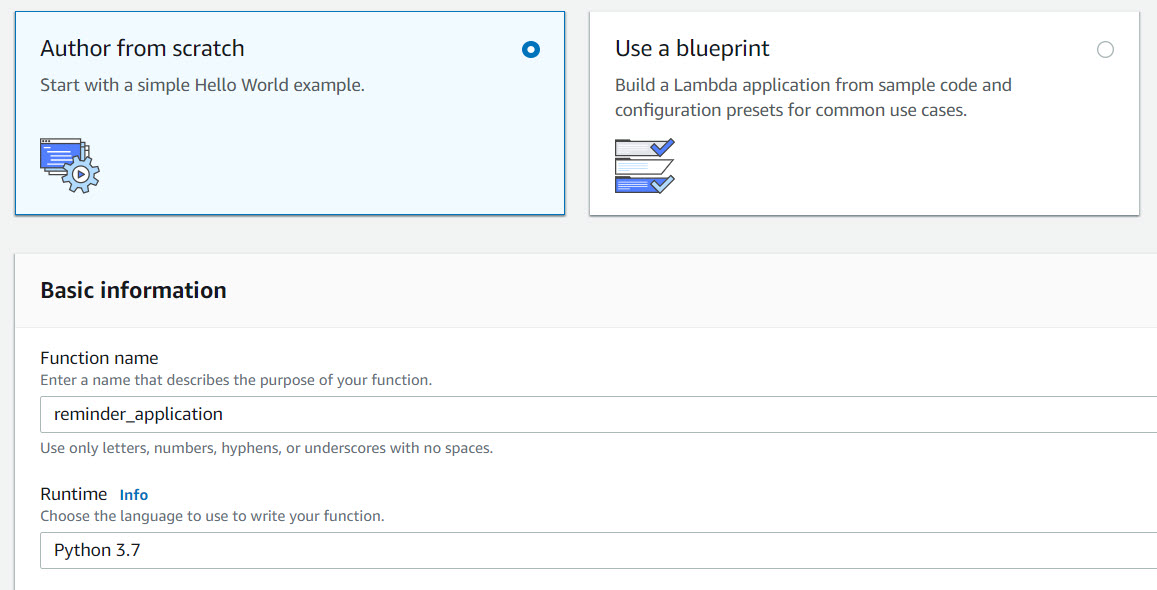 Author from scratch
Start with a simple Hello World example.
Use a blueprint
Build a Lambda application from sample code and
configuration presets for common use cases.
Basic information
Function name
Enter a name that describes the purpose of your function.
reminder_application
Use only letters, numbers, hyphens, or underscores with no spaces.
Runtime Info
Choose the language to use to write your function.
Python 3.7